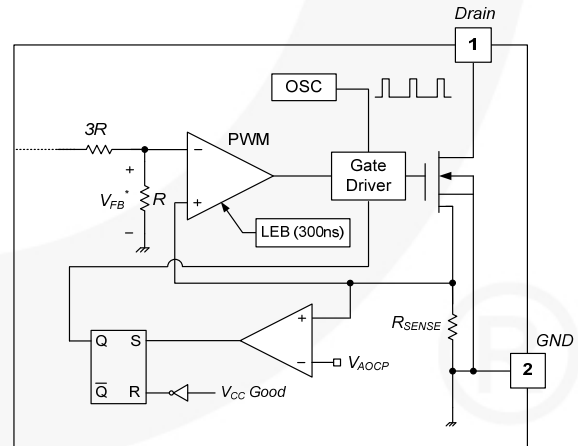 Drain
1
OSC
3R
PWM
−
+
Gate
Driver
+
V_FB*
−
R
LEB (300ns)
R_SENSE
GND
2
+
−
V_AOCP
Q
S
Q̅
R
V_CC Good
R